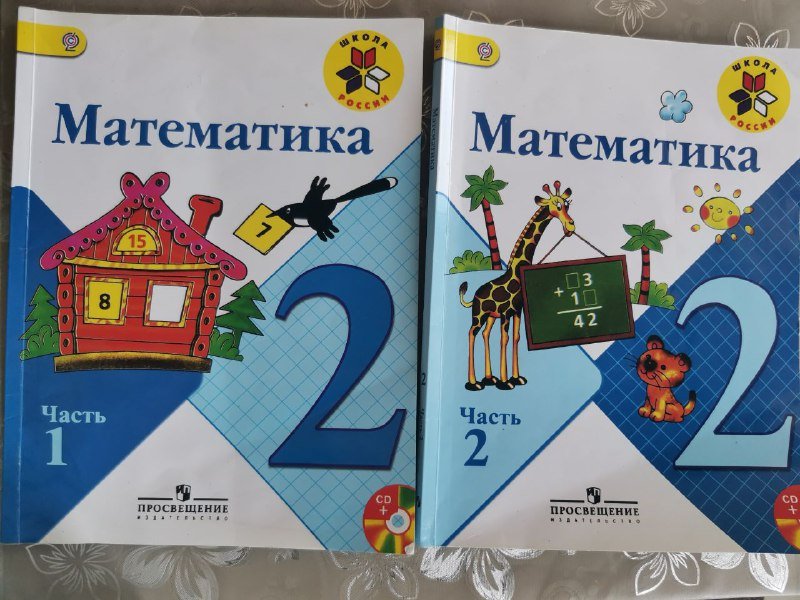 ШКОЛА
РОССИИ
Математика
15
7
8
2
Часть
1
ПРОСВЕЩЕНИЕ
ИЗДАТЕЛЬСТВО
CD
+
ШКОЛА
РОССИИ
Математика
+ □3
1□
42
2
Часть
2
ПРОСВЕЩЕНИЕ
ИЗДАТЕЛЬСТВО
CD
+